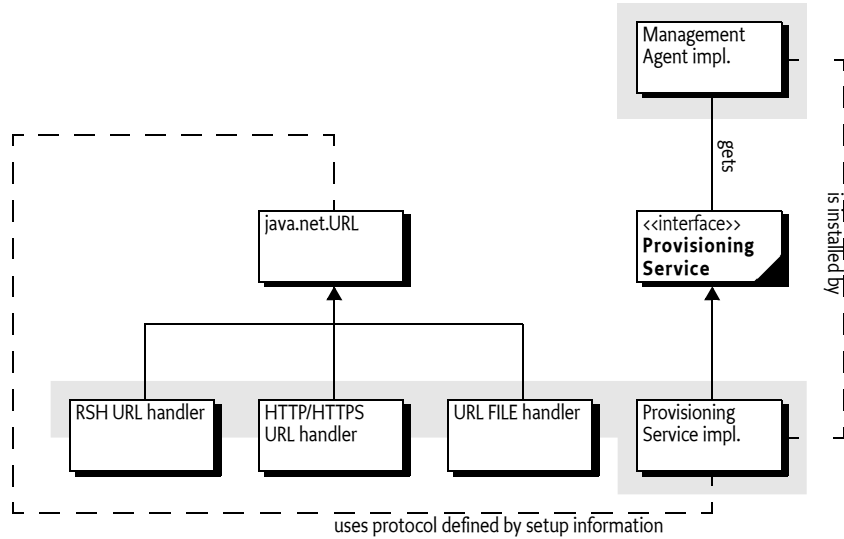 Management
Agent impl.
gets
is installed by
java.net.URL
<<interface>>
Provisioning
Service
RSH URL handler
HTTP/HTTPS
URL handler
URL FILE handler
Provisioning
Service impl.
uses protocol defined by setup information